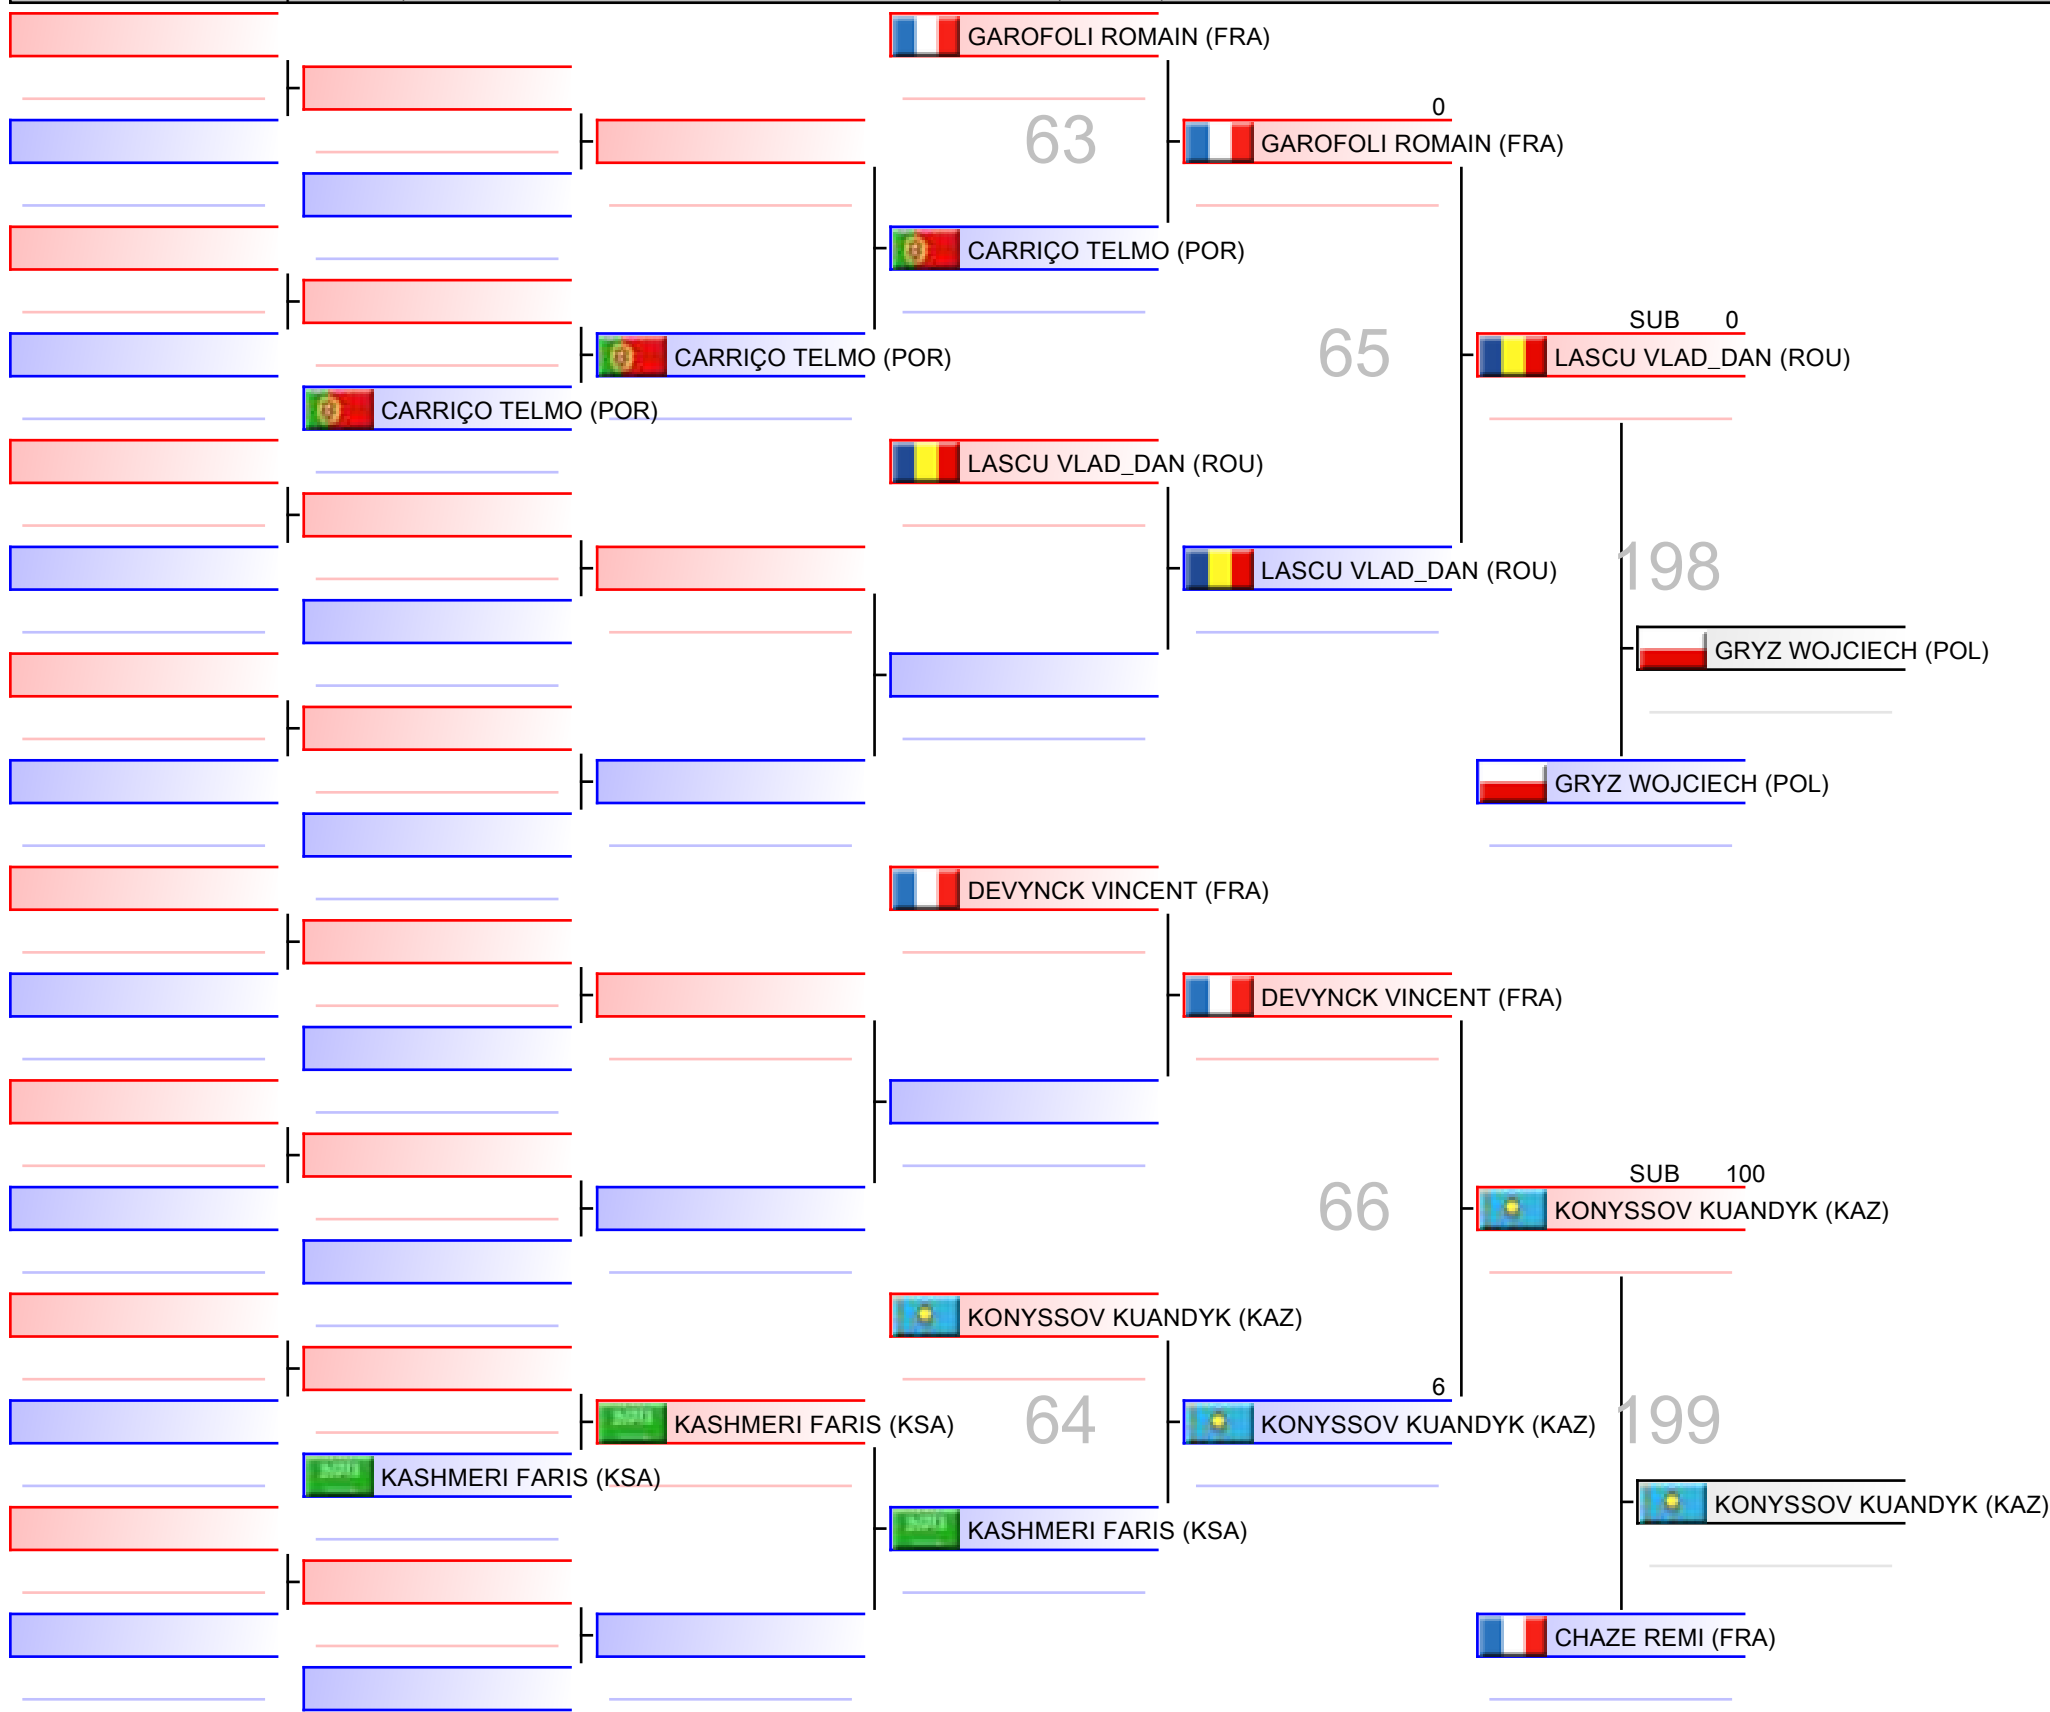 GAROFOLI ROMAIN (FRA)
0
63
GAROFOLI ROMAIN (FRA)
CARRIÇO TELMO (POR)
SUB 0
CARRIÇO TELMO (POR)
65
LASCU VLAD_DAN (ROU)
CARRIÇO TELMO (POR)
LASCU VLAD_DAN (ROU)
LASCU VLAD_DAN (ROU)
198
GRYZ WOJCIECH (POL)
GRYZ WOJCIECH (POL)
DEVYNCK VINCENT (FRA)
DEVYNCK VINCENT (FRA)
SUB 100
66
KONYSSOV KUANDYK (KAZ)
KONYSSOV KUANDYK (KAZ)
6
KASHMERI FARIS (KSA)
64
KONYSSOV KUANDYK (KAZ)
199
KASHMERI FARIS (KSA)
KONYSSOV KUANDYK (KAZ)
KASHMERI FARIS (KSA)
CHAZE REMI (FRA)